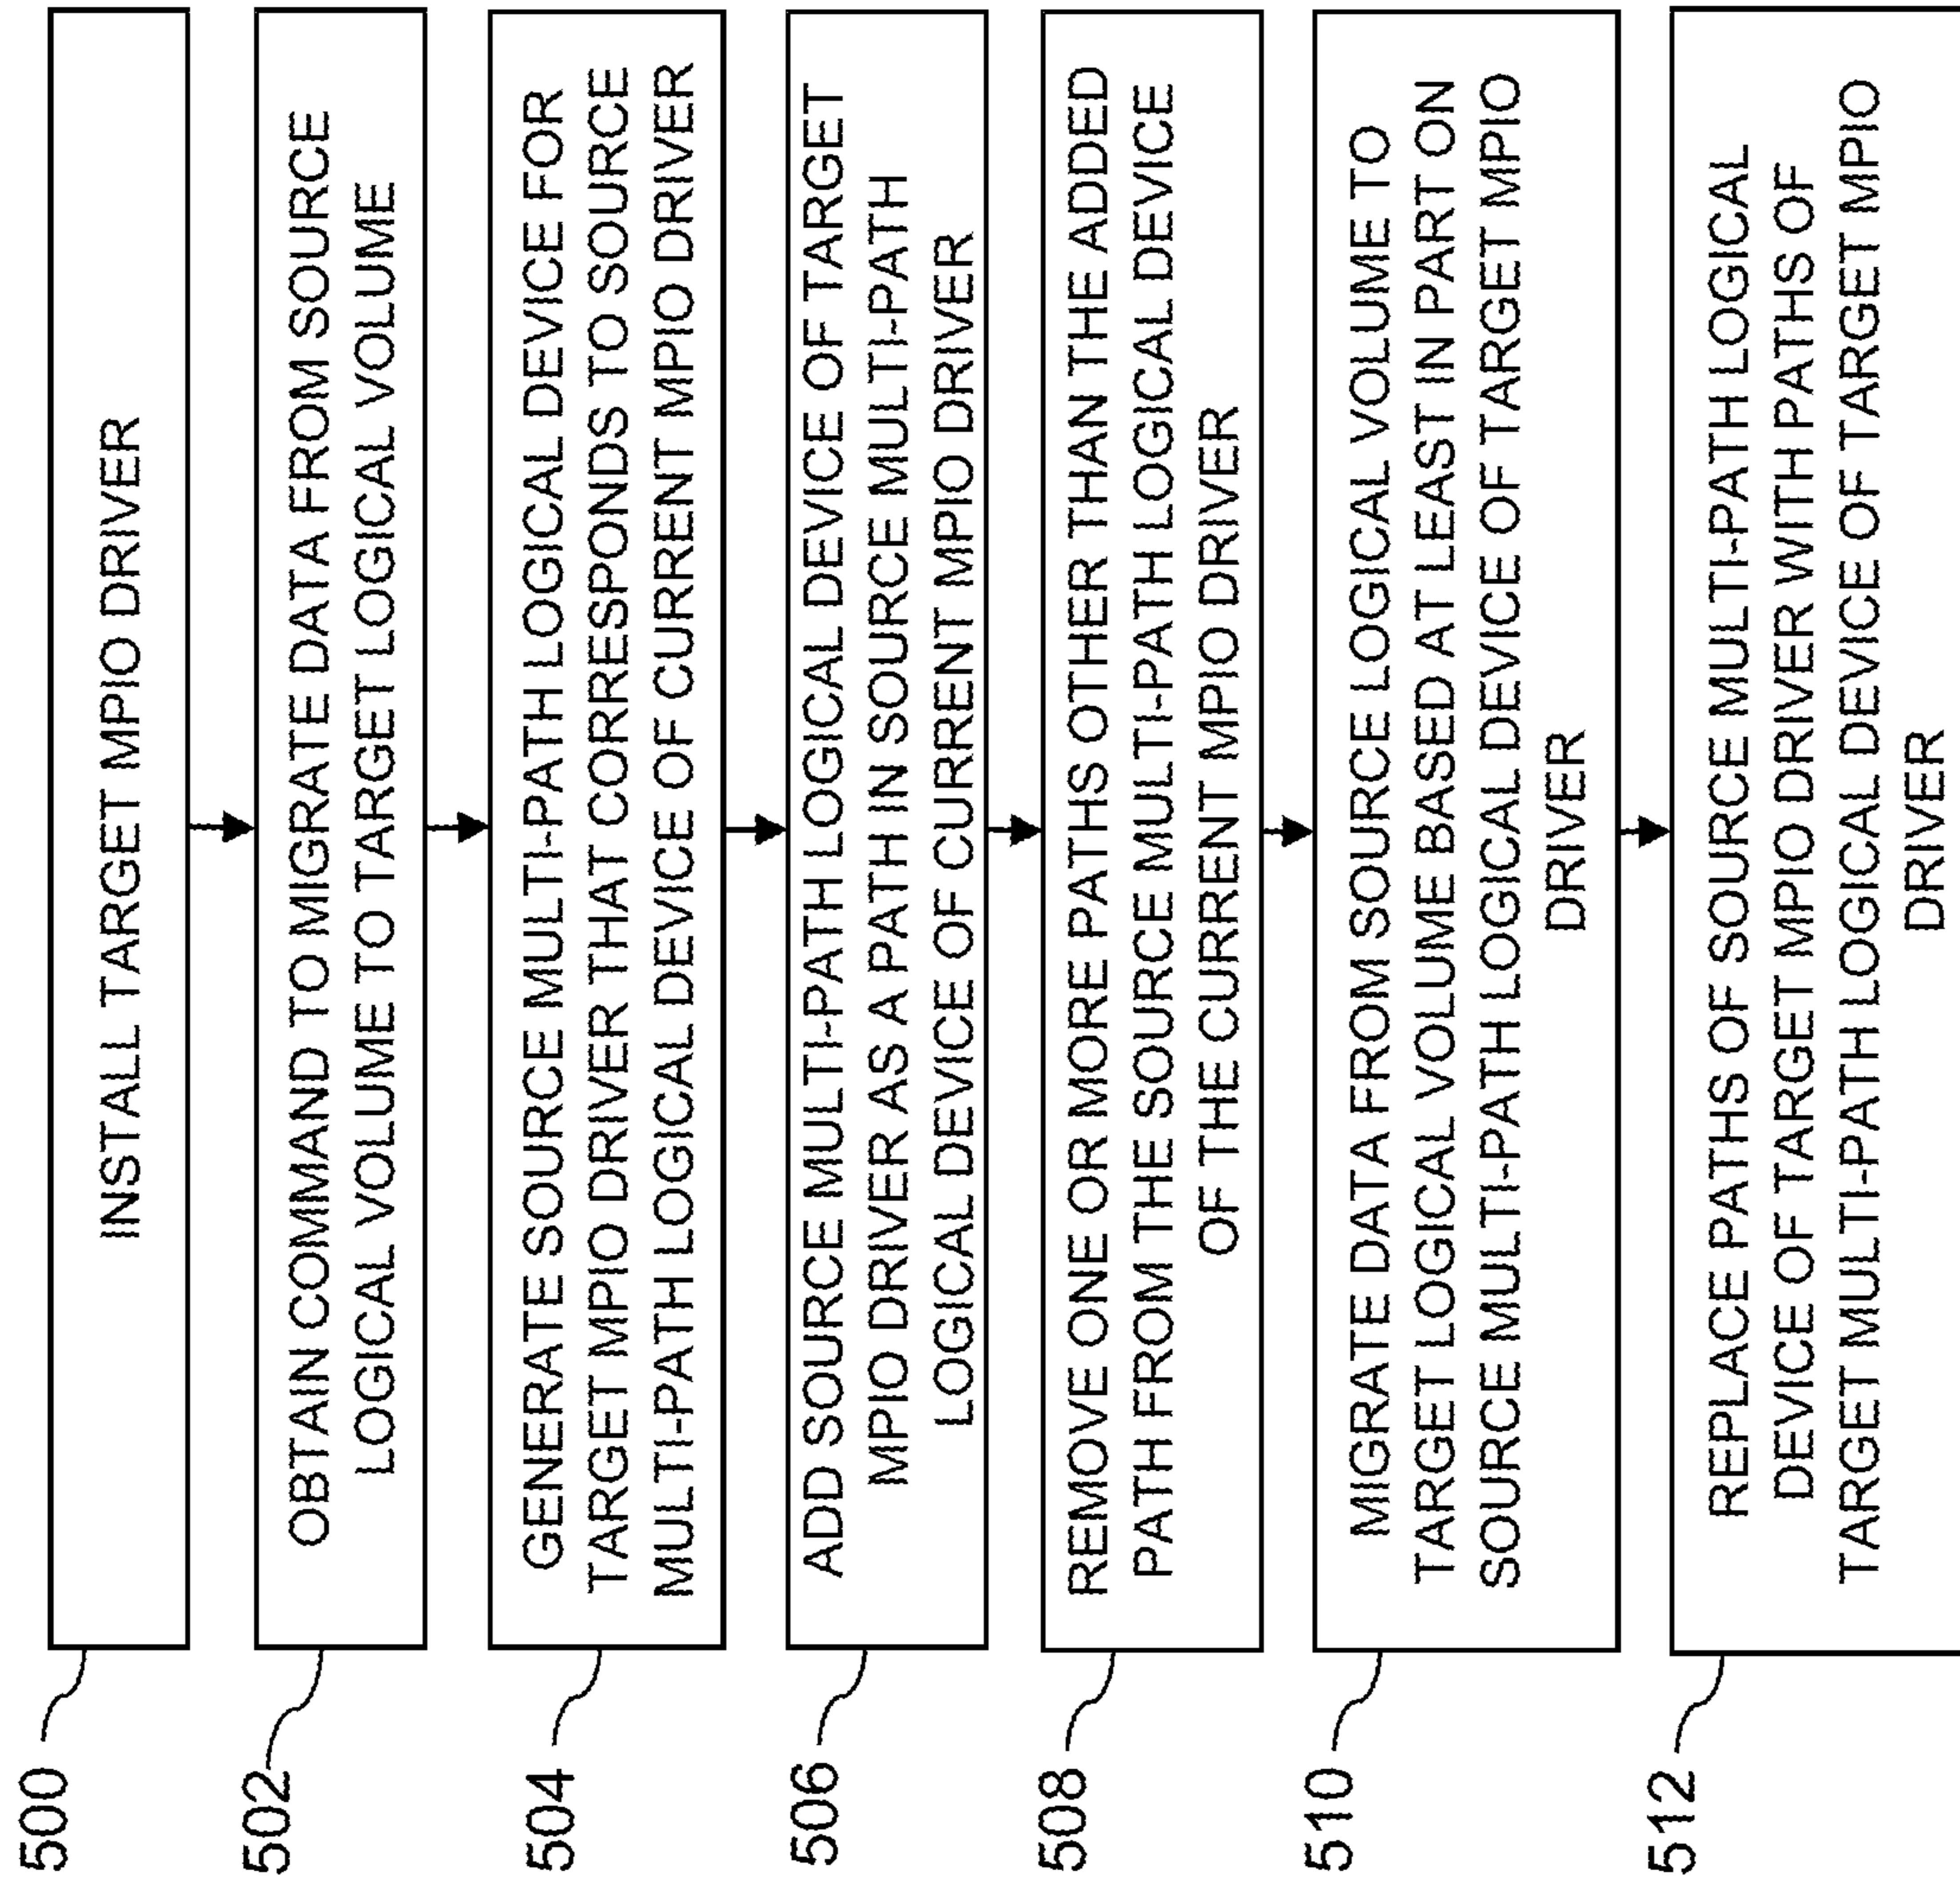 500
INSTALL TARGET MPIO DRIVER
502
OBTAIN COMMAND TO MIGRATE DATA FROM SOURCE
LOGICAL VOLUME TO TARGET LOGICAL VOLUME
504
GENERATE SOURCE MULTI-PATH LOGICAL DEVICE FOR
TARGET MPIO DRIVER THAT CORRESPONDS TO SOURCE
MULTI-PATH LOGICAL DEVICE OF CURRENT MPIO DRIVER
506
ADD SOURCE MULTI-PATH LOGICAL DEVICE OF TARGET
MPIO DRIVER AS A PATH IN SOURCE MULTI-PATH
LOGICAL DEVICE OF CURRENT MPIO DRIVER
508
REMOVE ONE OR MORE PATHS OTHER THAN THE ADDED
PATH FROM THE SOURCE MULTI-PATH LOGICAL DEVICE
OF THE CURRENT MPIO DRIVER
510
MIGRATE DATA FROM SOURCE LOGICAL VOLUME TO
TARGET LOGICAL VOLUME BASED AT LEAST IN PART ON
SOURCE MULTI-PATH LOGICAL DEVICE OF TARGET MPIO
DRIVER
512
REPLACE PATHS OF SOURCE MULTI-PATH LOGICAL
DEVICE OF TARGET MPIO DRIVER WITH PATHS OF
TARGET MULTI-PATH LOGICAL DEVICE OF TARGET MPIO
DRIVER